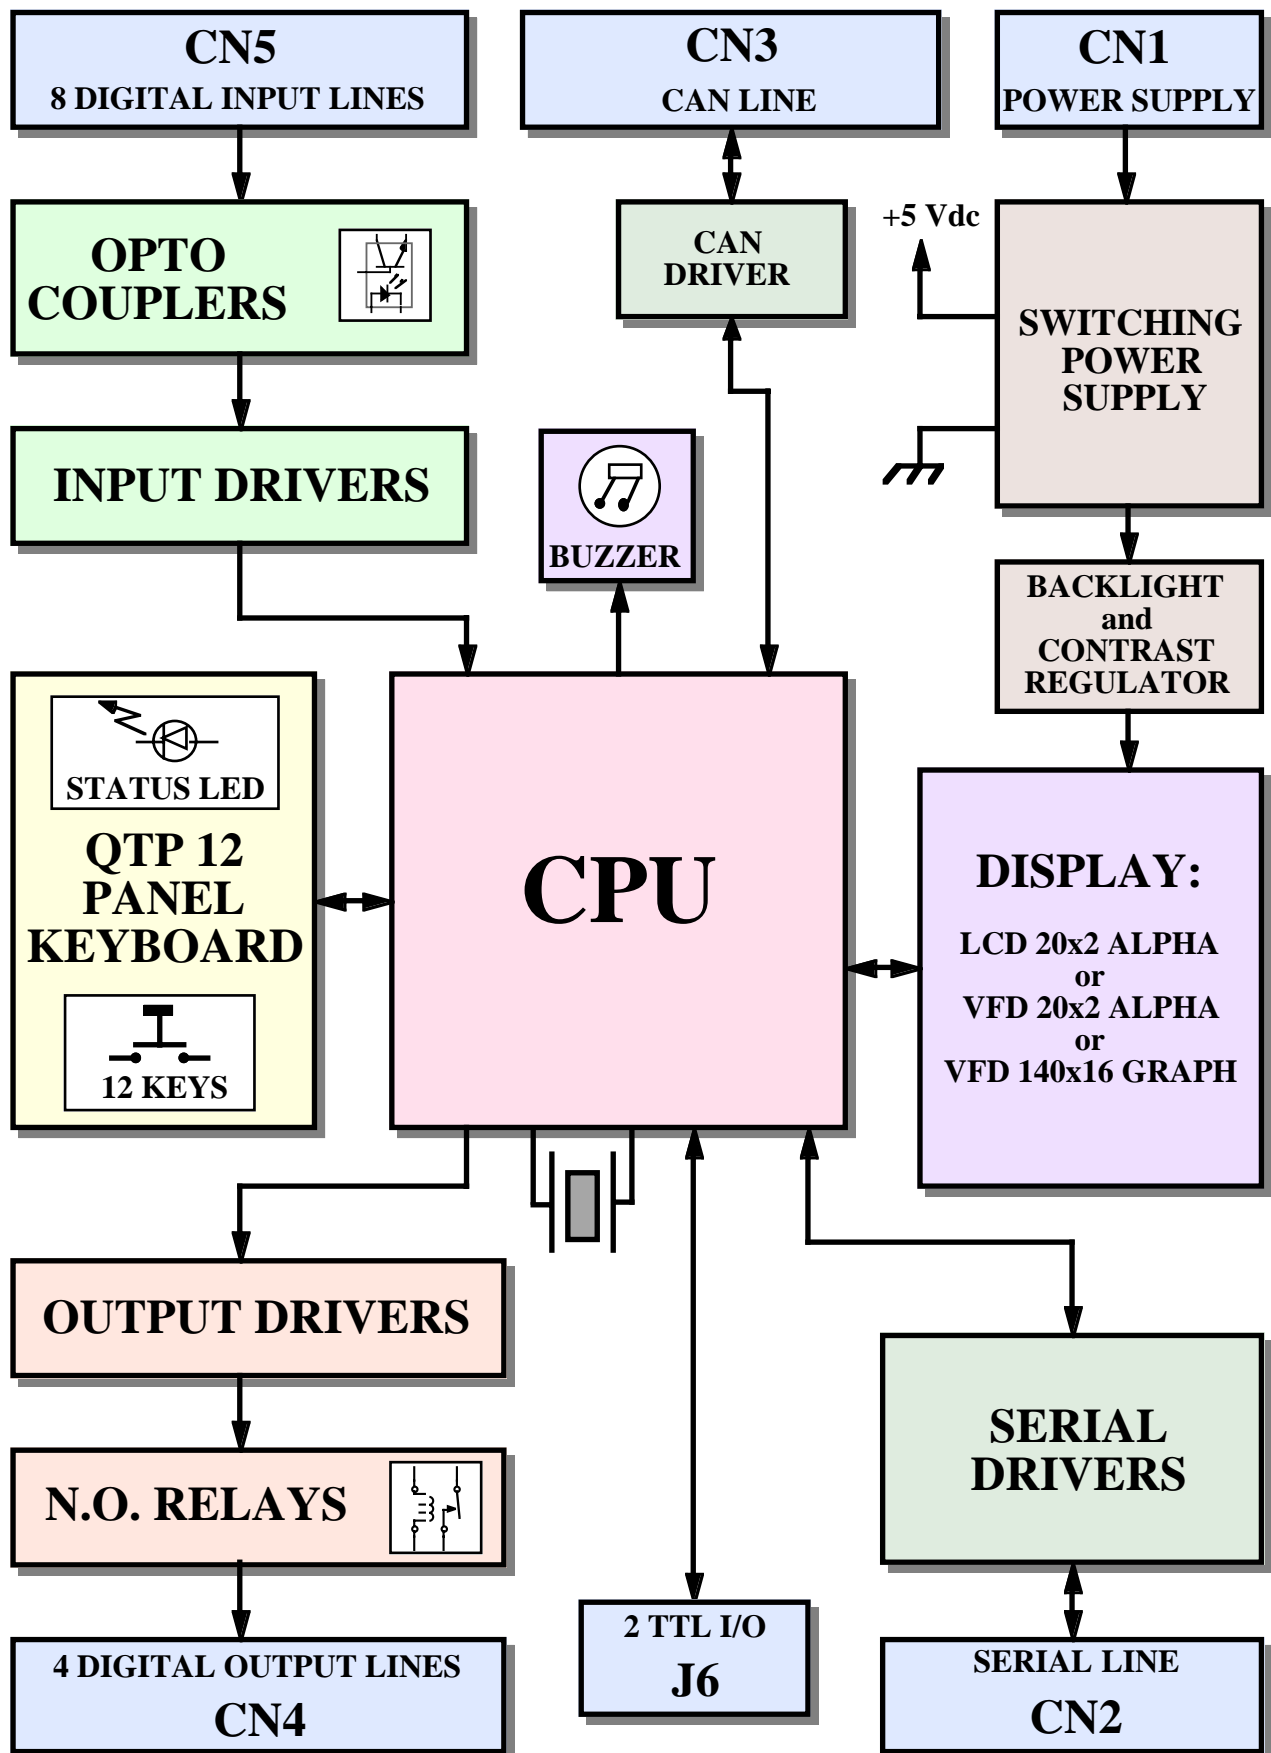 CN5
8 DIGITAL INPUT LINES
CN3
CAN LINE
CN1
POWER SUPPLY
OPTO
COUPLERS
CAN
DRIVER
+5 Vdc
SWITCHING
POWER
SUPPLY
INPUT DRIVERS
BUZZER
BACKLIGHT
and
CONTRAST
REGULATOR
STATUS LED
QTP 12
PANEL
KEYBOARD
12 KEYS
CPU
DISPLAY:
LCD 20x2 ALPHA
or
VFD 20x2 ALPHA
or
VFD 140x16 GRAPH
OUTPUT DRIVERS
N.O. RELAYS
SERIAL
DRIVERS
4 DIGITAL OUTPUT LINES
CN4
2 TTL I/O
J6
SERIAL LINE
CN2